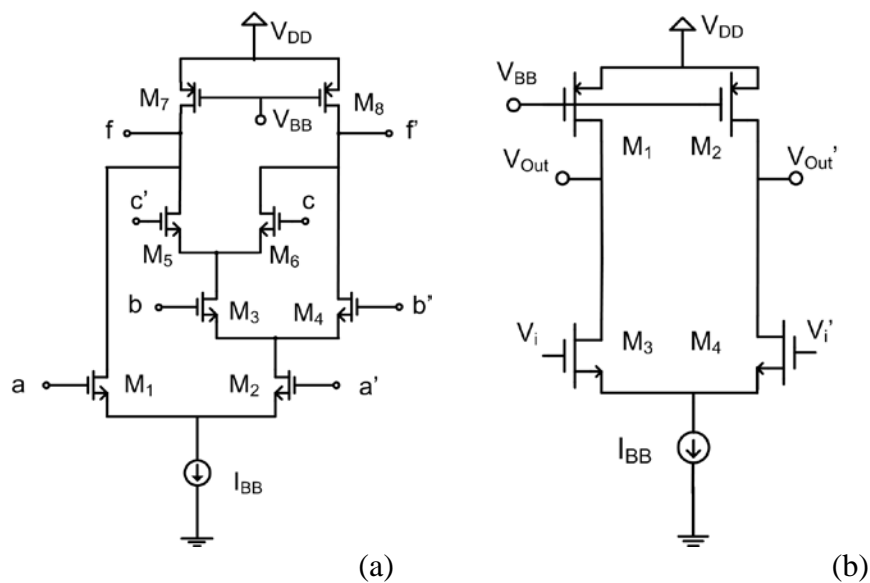 V_DD
M_7
M_8
V_BB
f
f'
c'
c
M_5
M_6
b
M_3
M_4
b'
a
M_1
M_2
a'
I_BB
(a)
V_DD
V_BB
M_1
M_2
V_Out
V_Out'
V_i
M_3
M_4
V_i'
I_BB
(b)